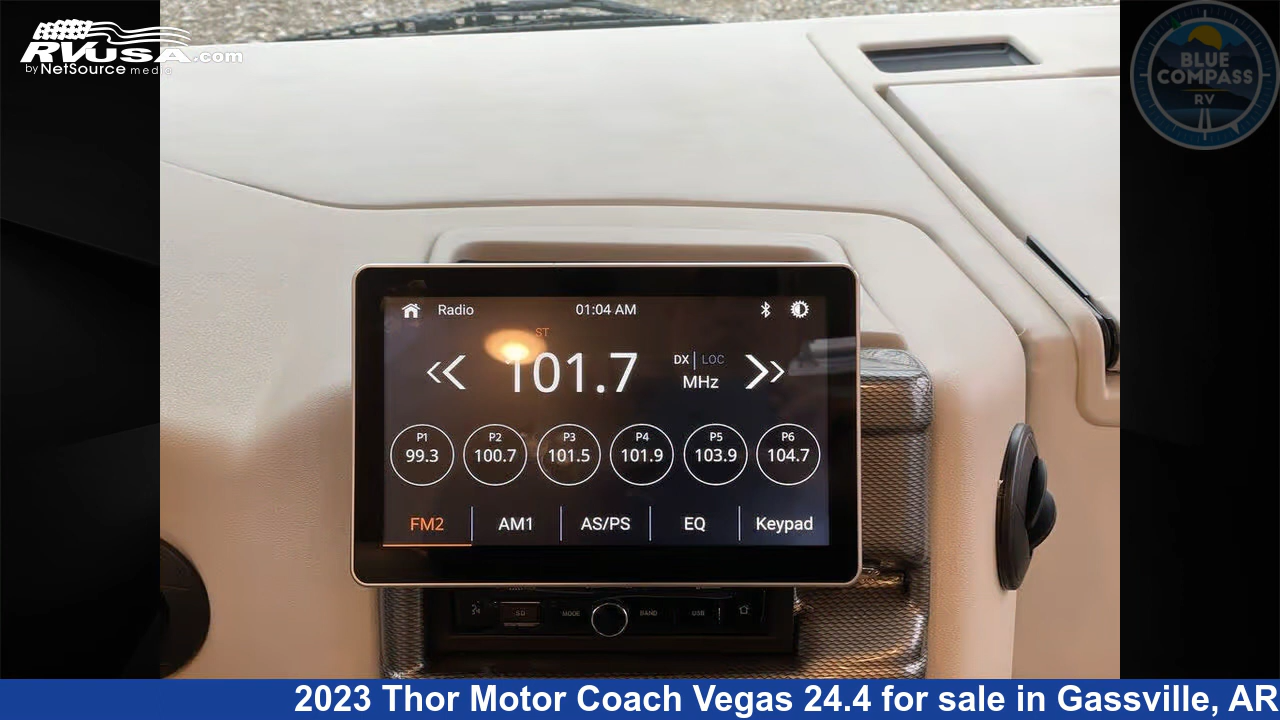 RVUSA.com
by NetSource media
BLUE
COMPASS
RV
Radio
01:04 AM
ST
101.7
DX | LOC
MHz
P1
99.3
P2
100.7
P3
101.5
P4
101.9
P5
103.9
P6
104.7
FM2
AM1
AS/PS
EQ
Keypad
SD
MODE
BAND
USB
2023 Thor Motor Coach Vegas 24.4 for sale in Gassville, AR